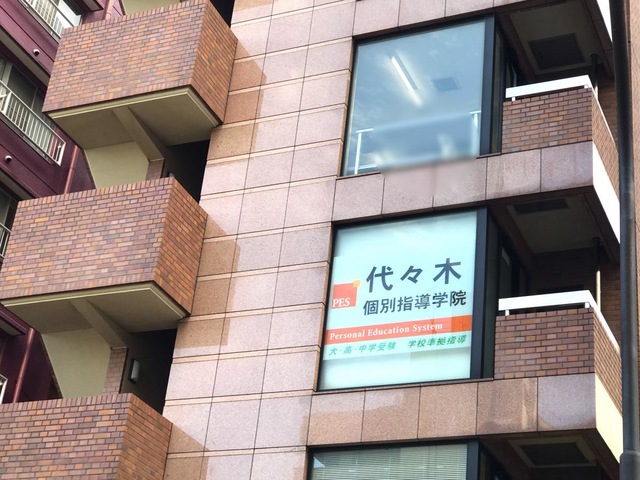 PES
代々木
個別指導学院
Personal Education System
大・高・中学受験 学校準拠指導